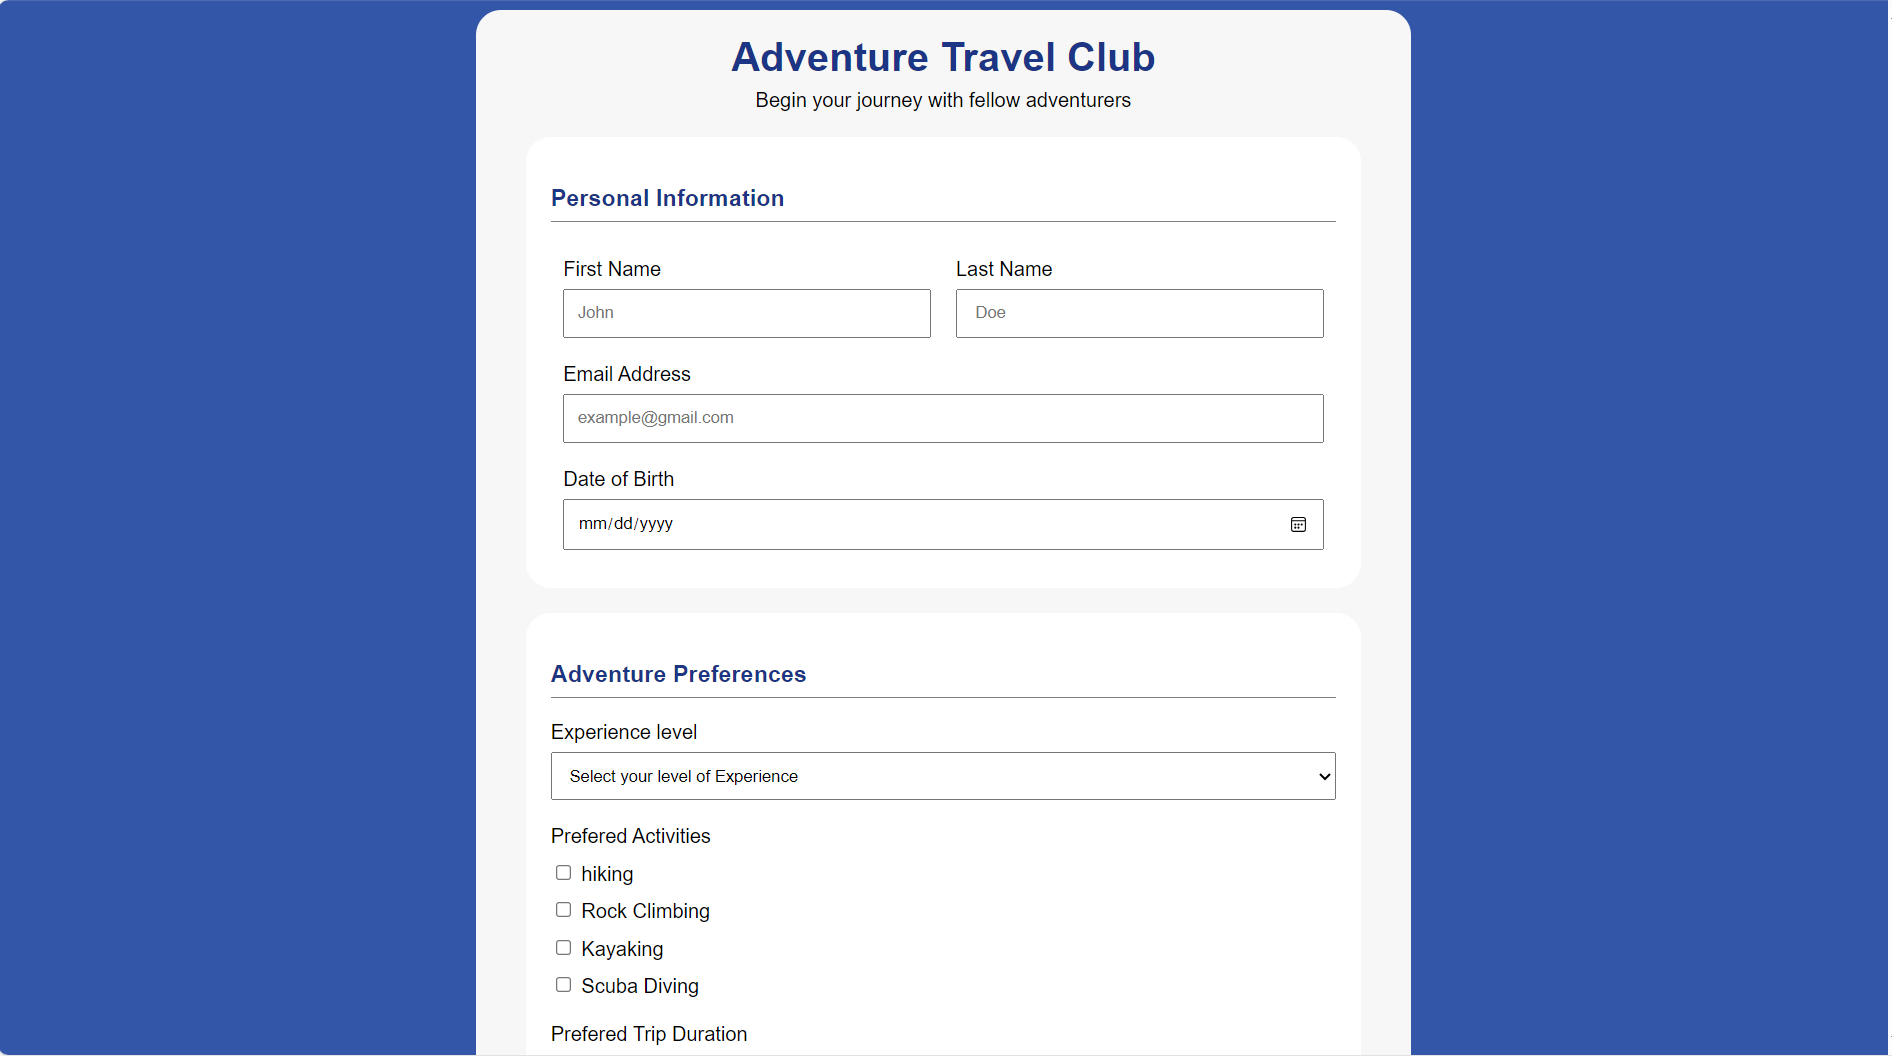 Adventure Travel Club
Begin your journey with fellow adventurers
Personal Information
First Name
Last Name
John
Doe
Email Address
example@gmail.com
Date of Birth
mm/dd/yyyy
Adventure Preferences
Experience level
Select your level of Experience
Prefered Activities
hiking
Rock Climbing
Kayaking
Scuba Diving
Prefered Trip Duration